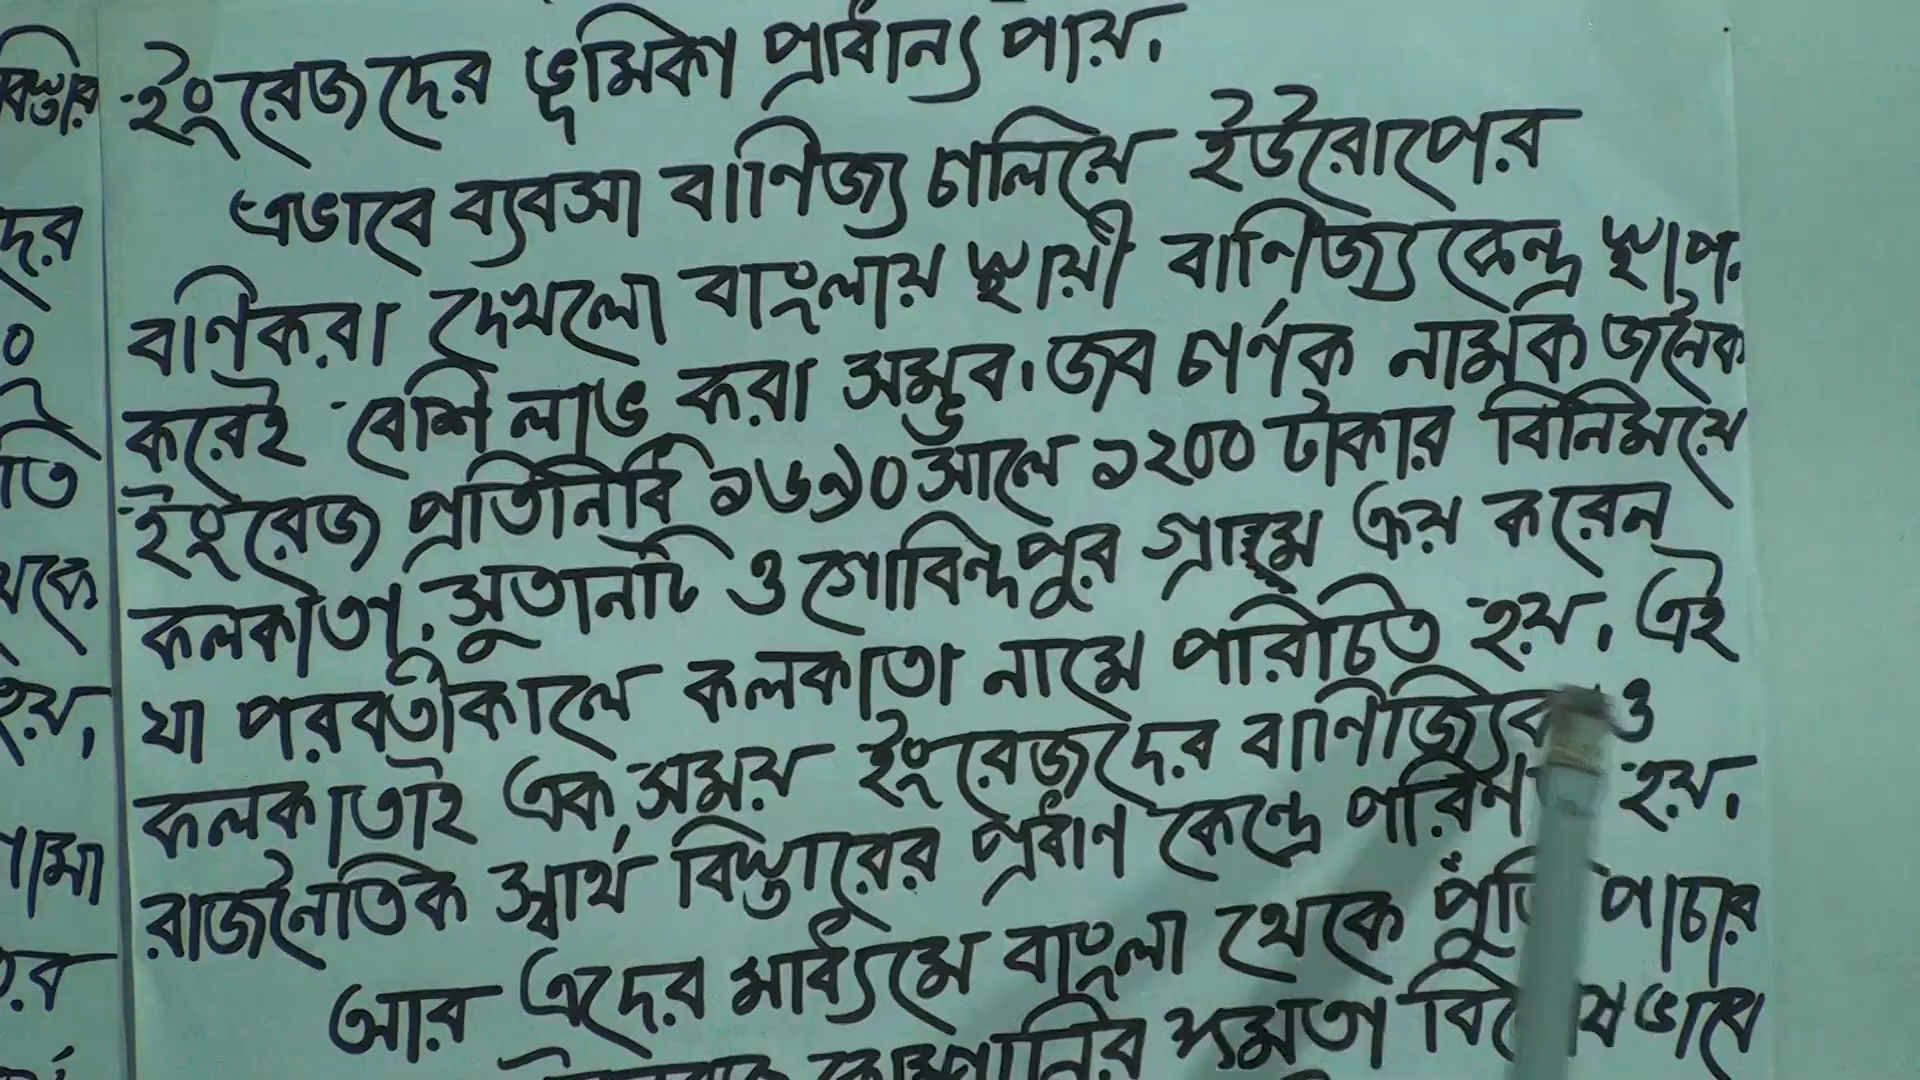 ইংরেজদের ভূমিকা প্রাধান্য পায়.
এভাবে ব্যবসা বাণিজ্য চালিয়ে ইউরোপের
বণিকরা দেখলো বাংলায় স্থায়ী বাণিজ্য কেন্দ্র স্থাপ.
করেই বেশি লাভ করা সম্ভব। জব চার্ণক নামক জনৈক
ইংরেজ প্রতিনিধি ১৬৯০ সালে ১২০০ টাকার বিনিময়ে
কলকাতা, সুতানটি ও গোবিন্দপুর গ্রাম ক্রয় করেন
যা পরবর্তীকালে কলকাতা নামে পরিচিত হয়. এই
কলকাতাই এক সময় ইংরেজদের বাণিজ্যিক ও
রাজনৈতিক স্বার্থ বিস্তারের প্রধাণ কেন্দ্রে হয়.
আর এদের মাধ্যমে বাংলা থেকে পাচার
কোম্পানির ক্ষমতা